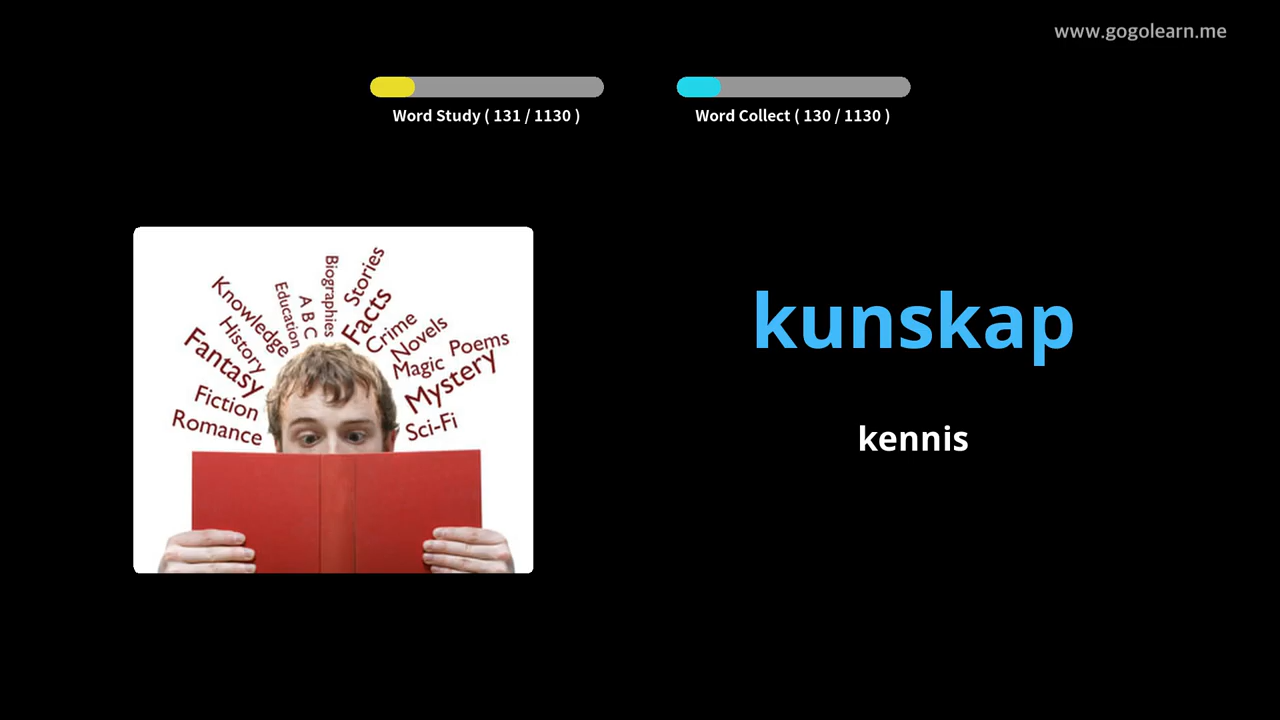 www.gogolearn.me
Word Study ( 131 / 1130 )
Word Collect ( 130 / 1130 )
Biographies
Stories
Education
A B C
Facts
Knowledge
Crime
History
Novels
Poems
Fantasy
Magic
Mystery
Fiction
Romance
Sci-Fi
kunskap
kennis